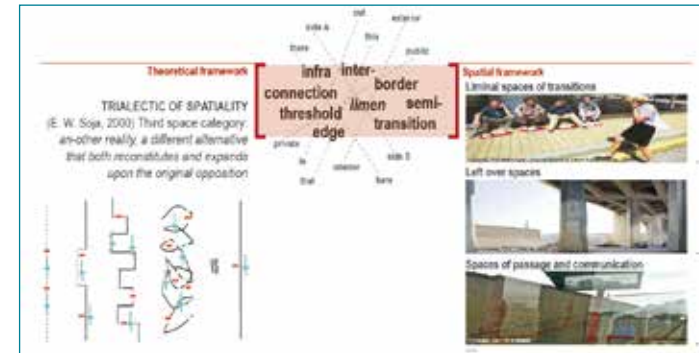 out
side a
exterior
this
there
public
Theoretical framework
infra inter-
border
connection
limen semi-
threshold
transition
edge
private
side B
is
interior
that
here
TRIALECTIC OF SPATIALITY
(E. W. Soja, 2000) Third space category:
an-other reality, a different alternative
that both reconstitutes and expands
upon the original opposition
Spatial framework
Liminal spaces of transitions
Left over spaces
Spaces of passage and communication